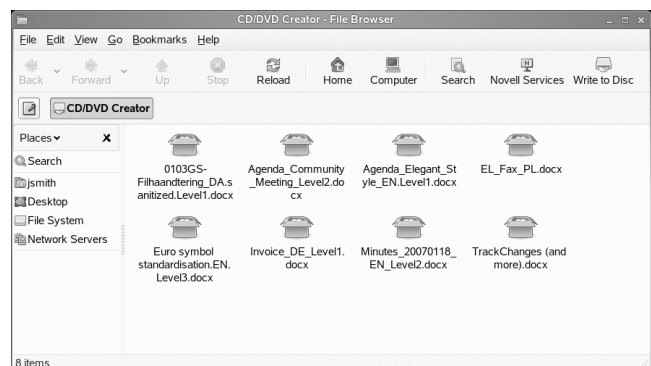 CD/DVD Creator - File Browser
File Edit View Go Bookmarks Help
Back Forward Up Stop Reload Home Computer Search Novell Services Write to Disc
CD/DVD Creator
Places
Search
jsmith
Desktop
File System
Network Servers
0103GS-
Filhaandtering_DA.s
anitized.Level1.docx
Agenda_Community
_Meeting_Level2.do
cx
Agenda_Elegant_St
yle_EN.Level1.docx
EL_Fax_PL.docx
Euro symbol
standardisation.EN.
Level3.docx
Invoice_DE_Level1.
docx
Minutes_20070118_
EN_Level2.docx
TrackChanges (and
more).docx
8 items